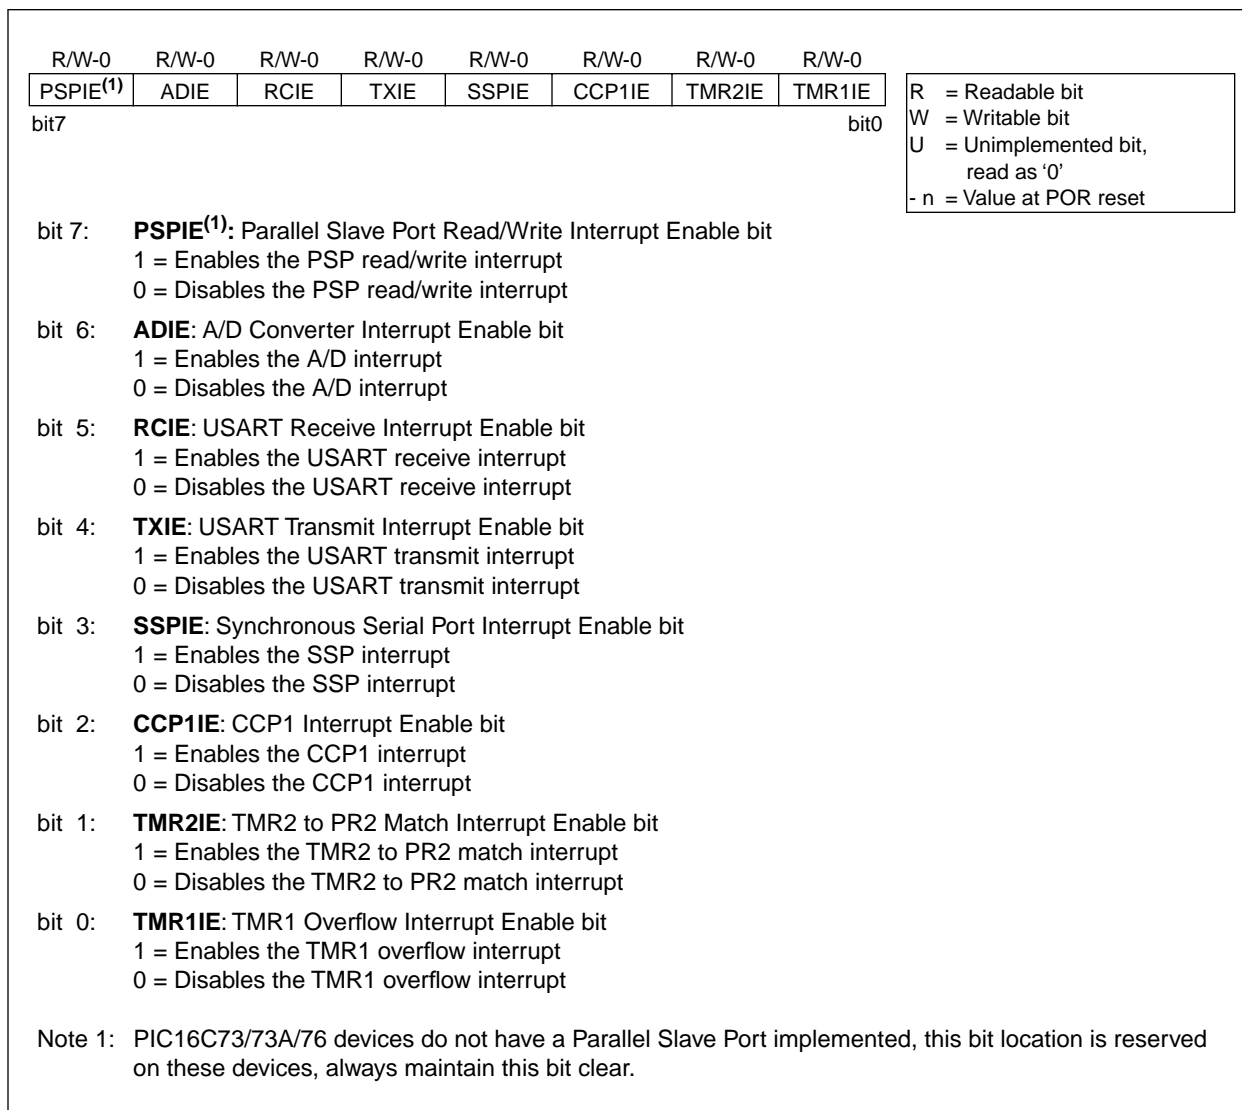 R/W-0 R/W-0 R/W-0 R/W-0 R/W-0 R/W-0 R/W-0 R/W-0
PSPIE(1) ADIE RCIE TXIE SSPIE CCP1IE TMR2IE TMR1IE
bit7 bit0
R = Readable bit
W = Writable bit
U = Unimplemented bit,
read as ‘0’
- n = Value at POR reset
bit 7: PSPIE(1): Parallel Slave Port Read/Write Interrupt Enable bit
1 = Enables the PSP read/write interrupt
0 = Disables the PSP read/write interrupt
bit 6: ADIE: A/D Converter Interrupt Enable bit
1 = Enables the A/D interrupt
0 = Disables the A/D interrupt
bit 5: RCIE: USART Receive Interrupt Enable bit
1 = Enables the USART receive interrupt
0 = Disables the USART receive interrupt
bit 4: TXIE: USART Transmit Interrupt Enable bit
1 = Enables the USART transmit interrupt
0 = Disables the USART transmit interrupt
bit 3: SSPIE: Synchronous Serial Port Interrupt Enable bit
1 = Enables the SSP interrupt
0 = Disables the SSP interrupt
bit 2: CCP1IE: CCP1 Interrupt Enable bit
1 = Enables the CCP1 interrupt
0 = Disables the CCP1 interrupt
bit 1: TMR2IE: TMR2 to PR2 Match Interrupt Enable bit
1 = Enables the TMR2 to PR2 match interrupt
0 = Disables the TMR2 to PR2 match interrupt
bit 0: TMR1IE: TMR1 Overflow Interrupt Enable bit
1 = Enables the TMR1 overflow interrupt
0 = Disables the TMR1 overflow interrupt
Note 1: PIC16C73/73A/76 devices do not have a Parallel Slave Port implemented, this bit location is reserved
on these devices, always maintain this bit clear.